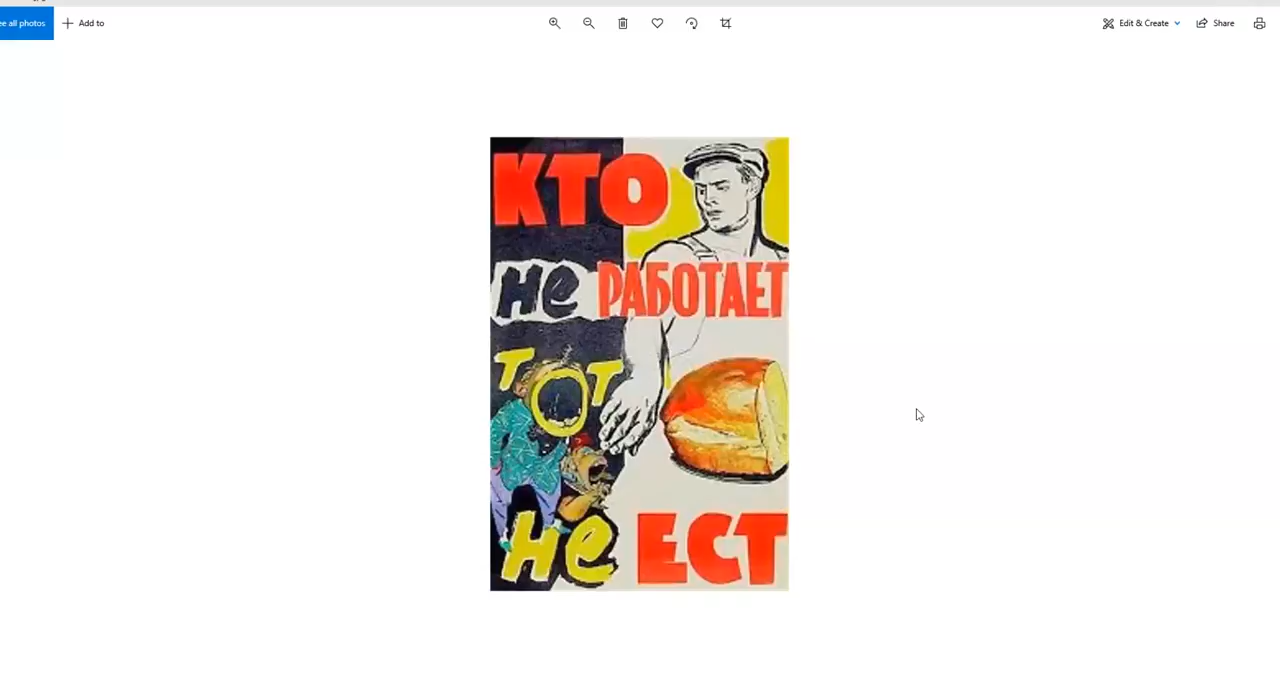 ee all photos
Add to
Edit & Create
Share
КТО
не РАБОТАЕТ
ТОТ
не ЕСТ